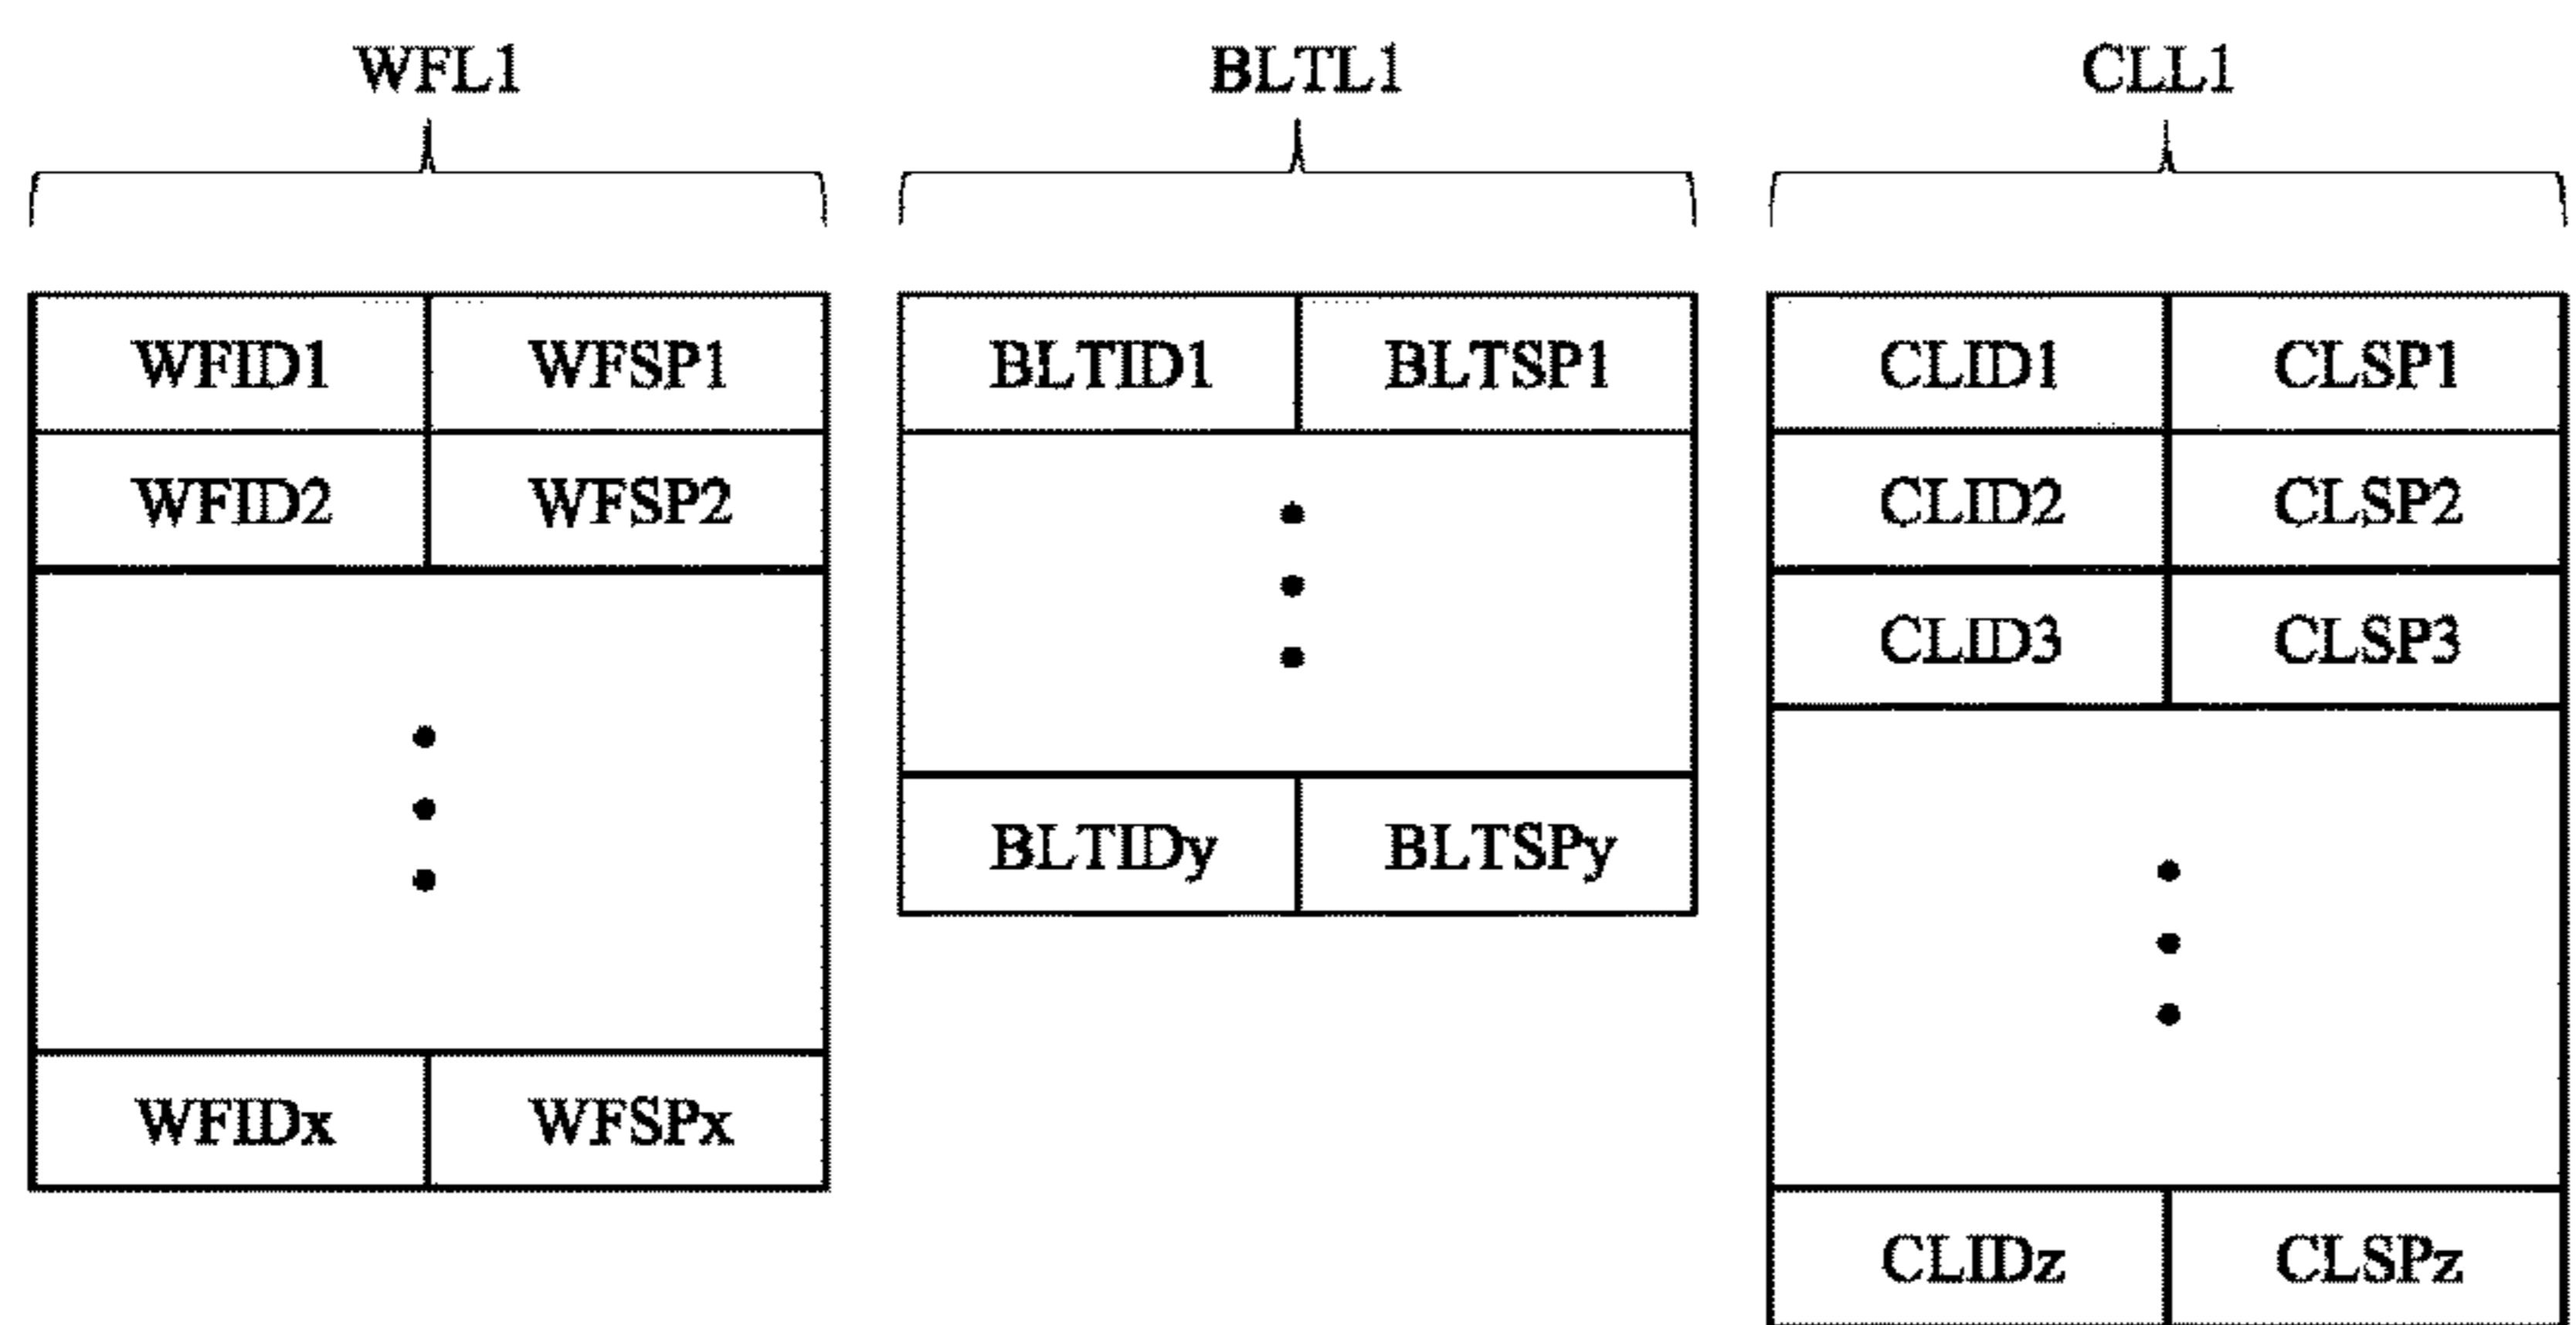 WFL1 BLTL1 CLL1
WFID1 WFSP1 BLTID1 BLTSP1 CLID1 CLSP1
WFID2 WFSP2 CLID2 CLSP2
CLID3 CLSP3
BLTIDy BLTSPy
WFIDx WFSPx
CLIDz CLSPz